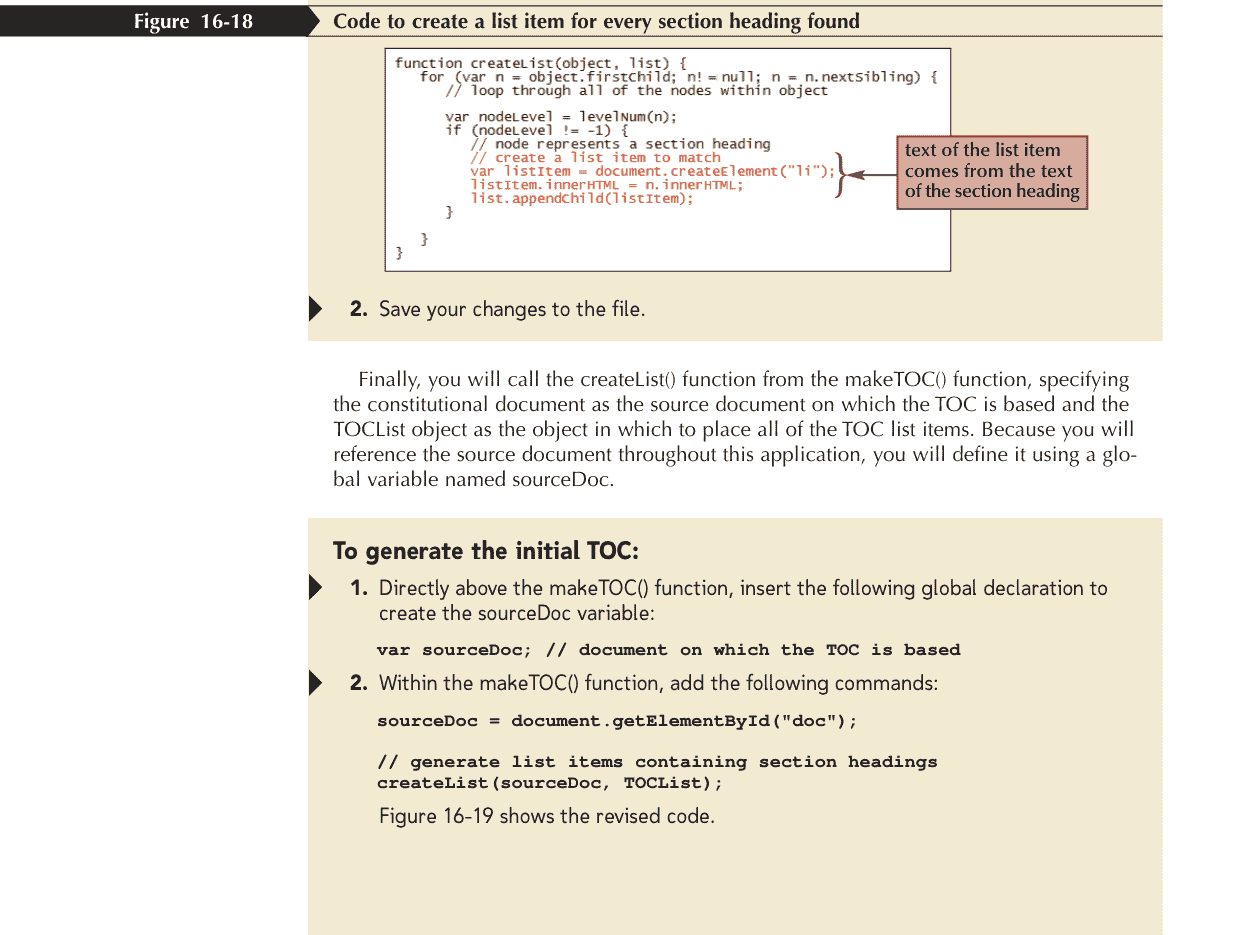 Figure 16-18
Code to create a list item for every section heading found
function createList(object, list) {
for (var n = object.firstChild; n! = null; n = n.nextSibling) {
// loop through all of the nodes within object
var nodeLevel = levelNum(n);
if (nodeLevel != -1) {
// node represents a section heading
// create a list item to match
var listItem = document.createElement("li");
listItem.innerHTML = n.innerHTML;
list.appendChild(listItem);
}
}
}
text of the list item
comes from the text
of the section heading
2. Save your changes to the file.
Finally, you will call the createList() function from the makeTOC() function, specifying
the constitutional document as the source document on which the TOC is based and the
TOCList object as the object in which to place all of the TOC list items. Because you will
reference the source document throughout this application, you will define it using a glo-
bal variable named sourceDoc.
To generate the initial TOC:
1. Directly above the makeTOC() function, insert the following global declaration to
create the sourceDoc variable:
var sourceDoc; // document on which the TOC is based
2. Within the makeTOC() function, add the following commands:
sourceDoc = document.getElementById("doc");
// generate list items containing section headings
createList(sourceDoc, TOCList);
Figure 16-19 shows the revised code.